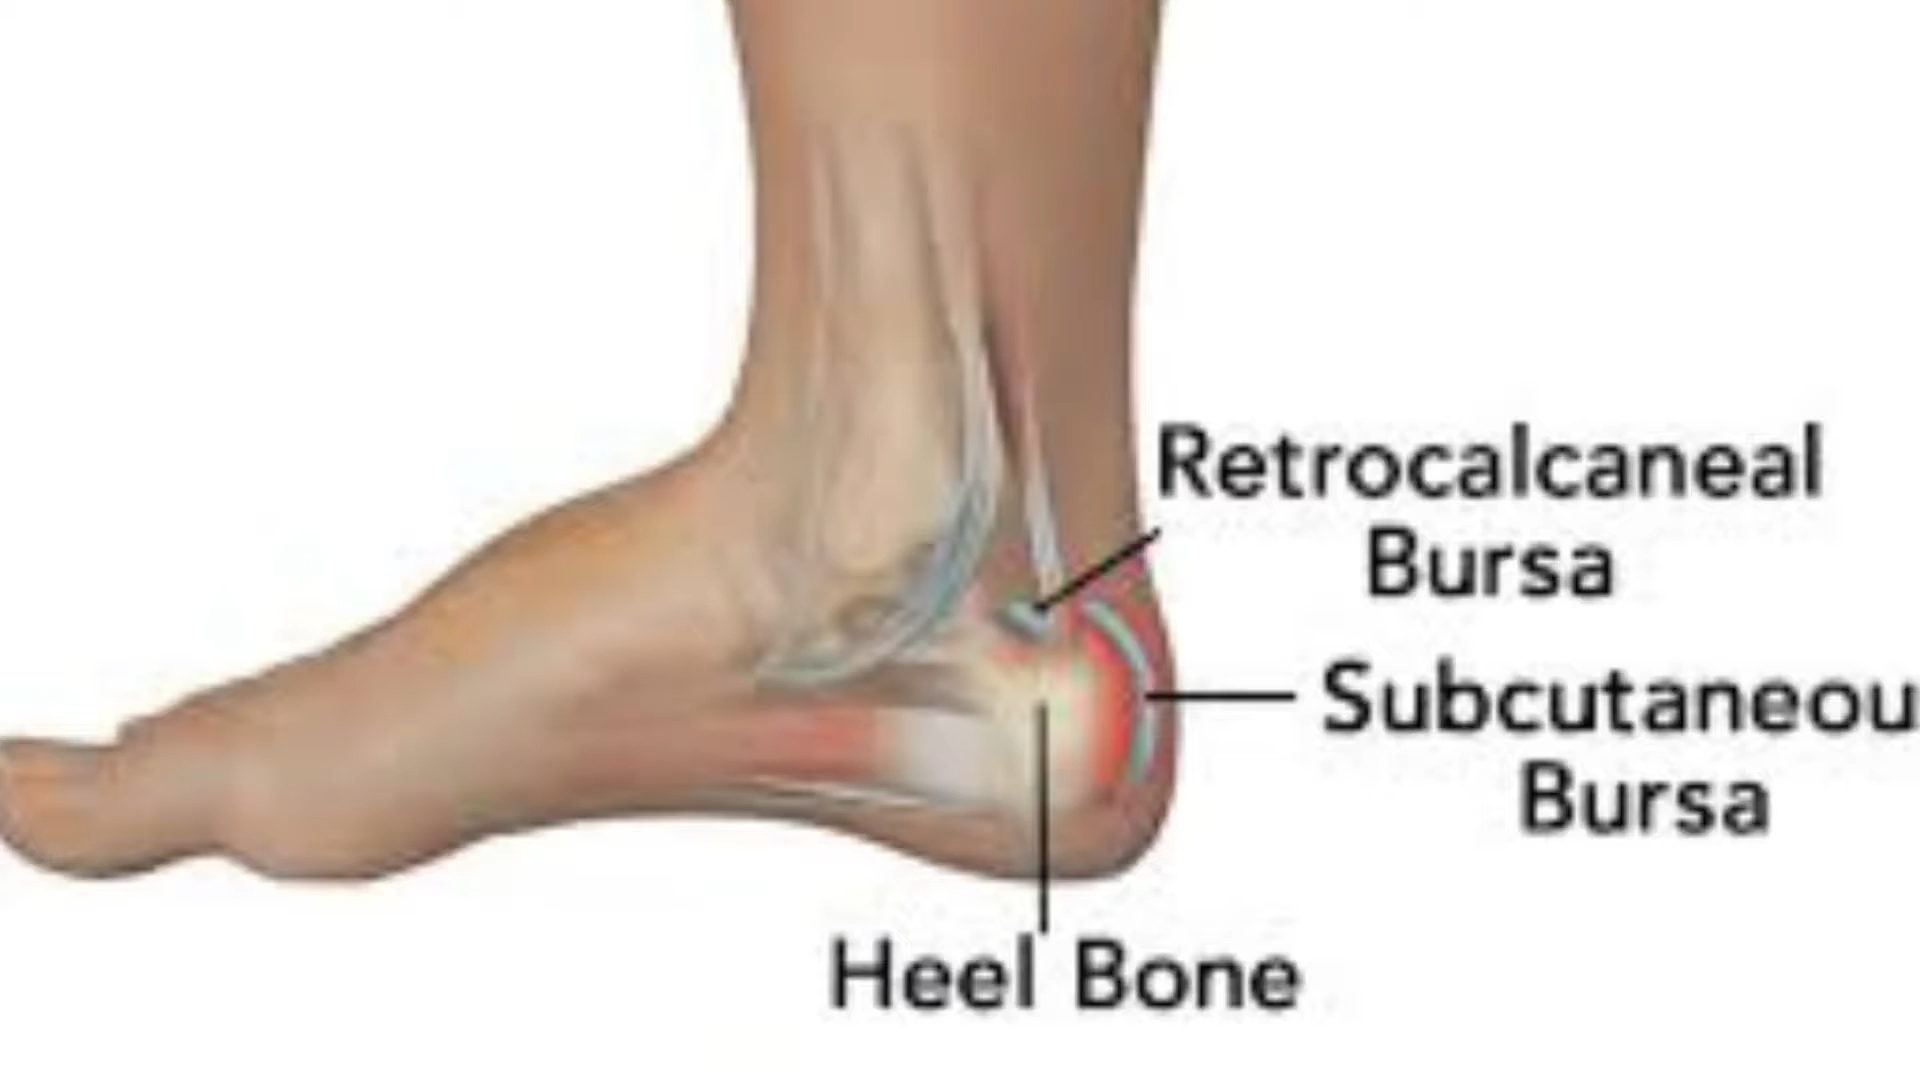 Retrocalcaneal
Bursa
Subcutaneou
Bursa
Heel Bone